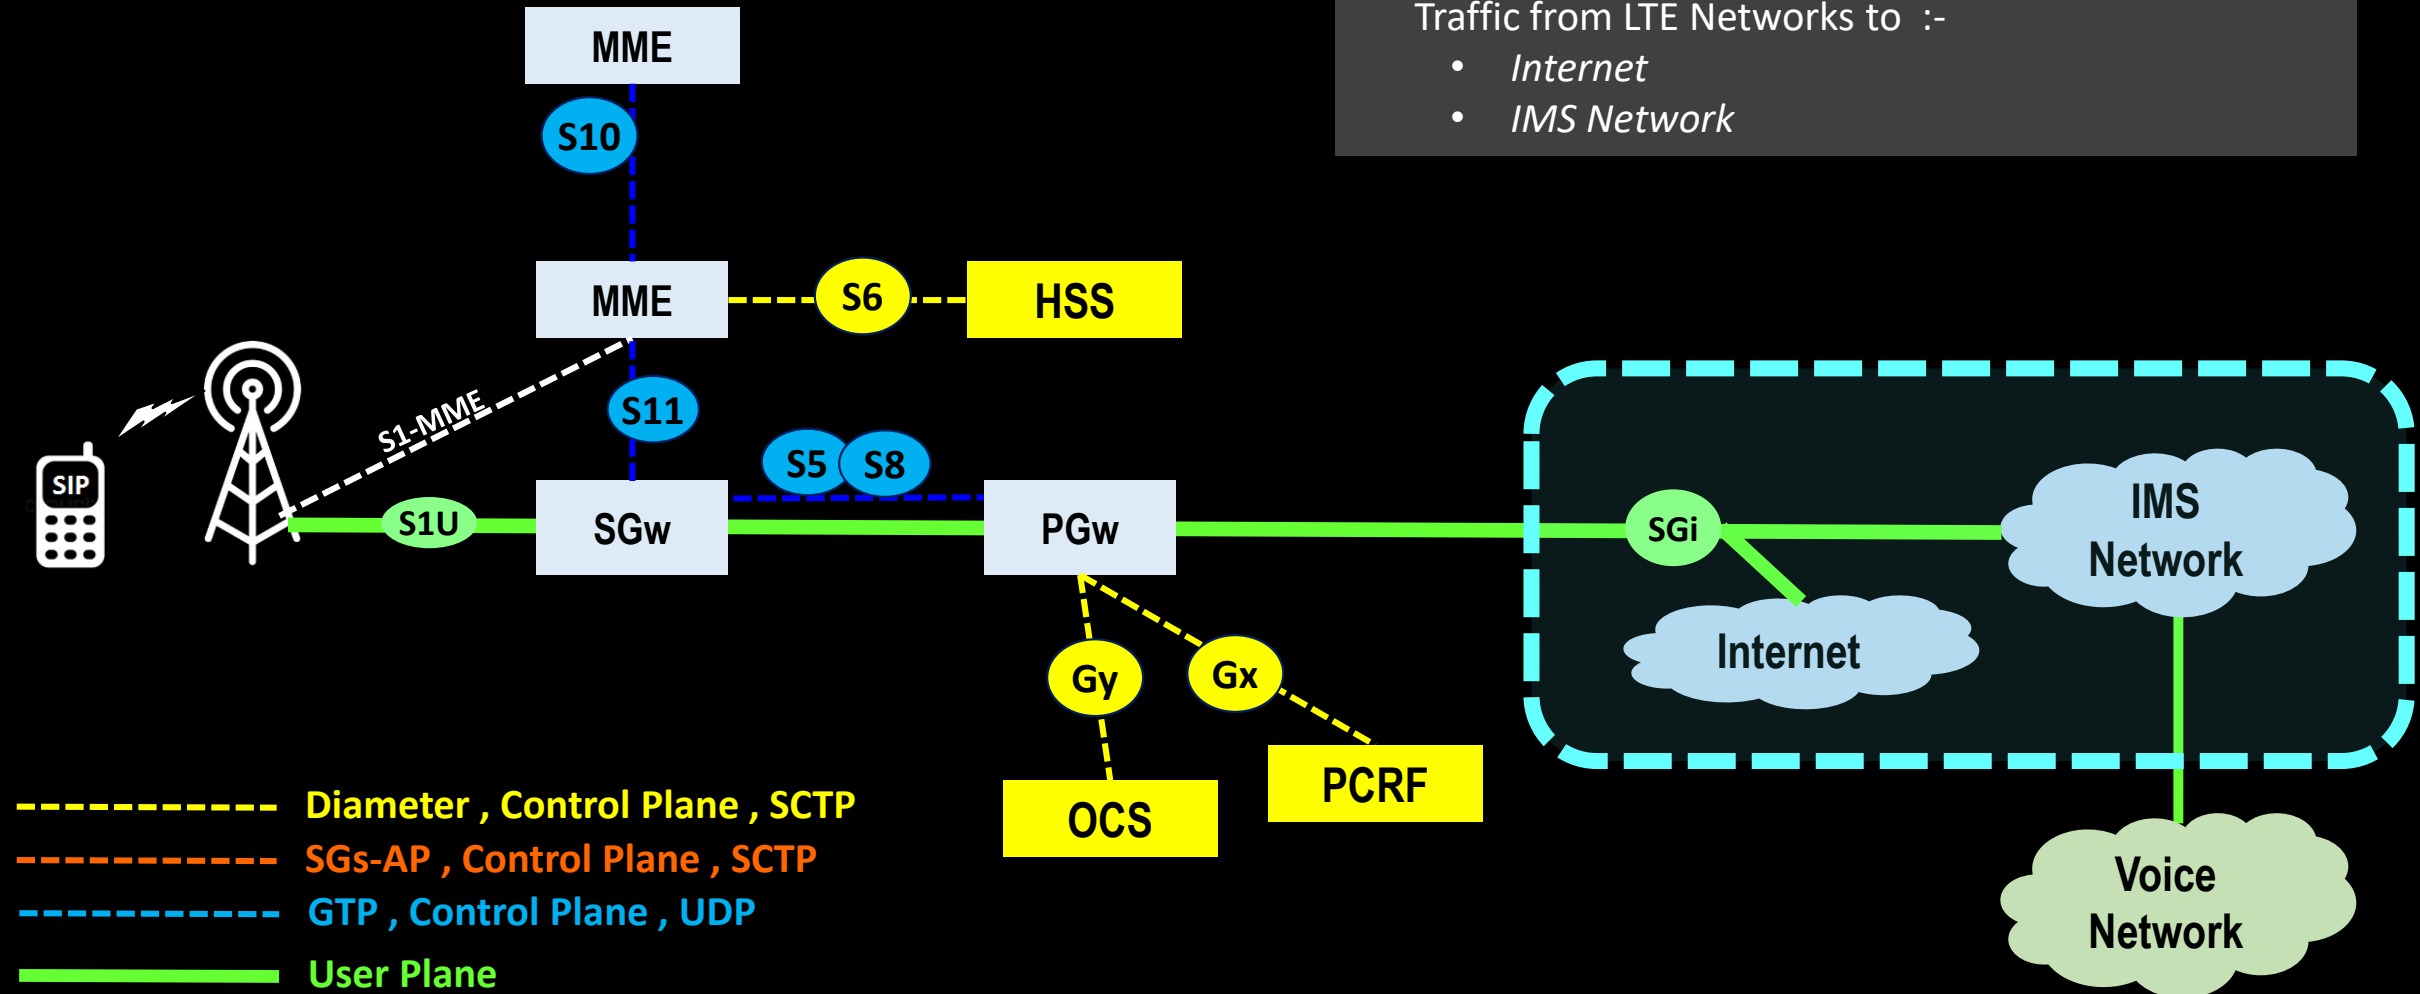 Traffic from LTE Networks to :-
• Internet
• IMS Network
MME
S10
MME
S6
HSS
S1-MME
S11
S5
S8
SIP
S1U
SGw
PGw
SGi
IMS
Network
Internet
Gy
Gx
OCS
PCRF
Voice
Network
Diameter , Control Plane , SCTP
SGs-AP , Control Plane , SCTP
GTP , Control Plane , UDP
User Plane